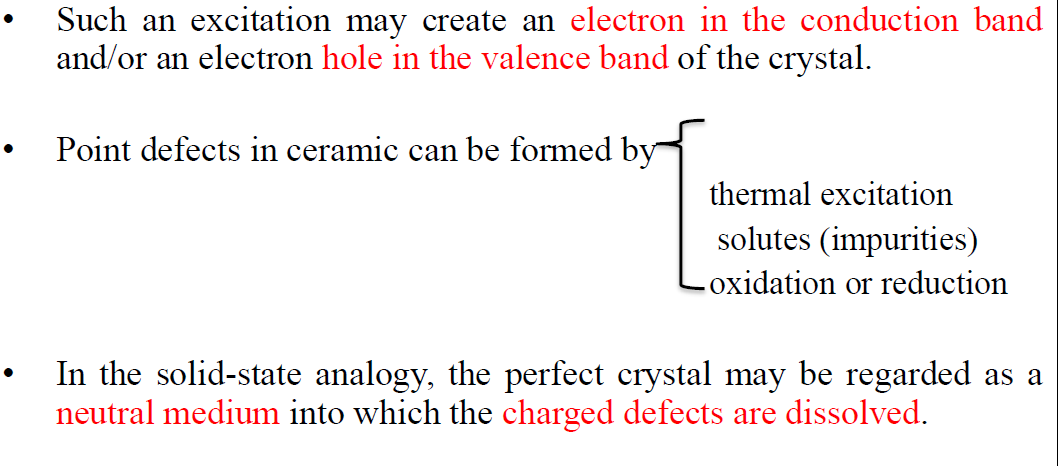 • Such an excitation may create an electron in the conduction band
and/or an electron hole in the valence band of the crystal.
• Point defects in ceramic can be formed by
thermal excitation
solutes (impurities)
oxidation or reduction
• In the solid-state analogy, the perfect crystal may be regarded as a
neutral medium into which the charged defects are dissolved.